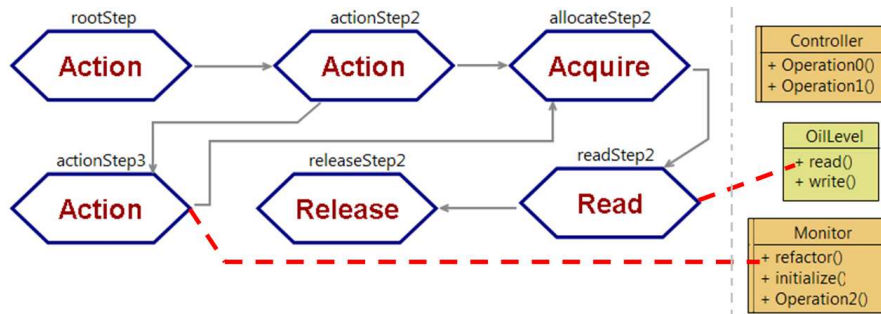 rootStep
actionStep2
allocateStep2
Action
Action
Acquire
actionStep3
releaseStep2
readStep2
Action
Release
Read
Controller
+ Operation0()
+ Operation1()
OilLevel
+ read()
+ write()
Monitor
+ refactor()
+ initialize()
+ Operation2()